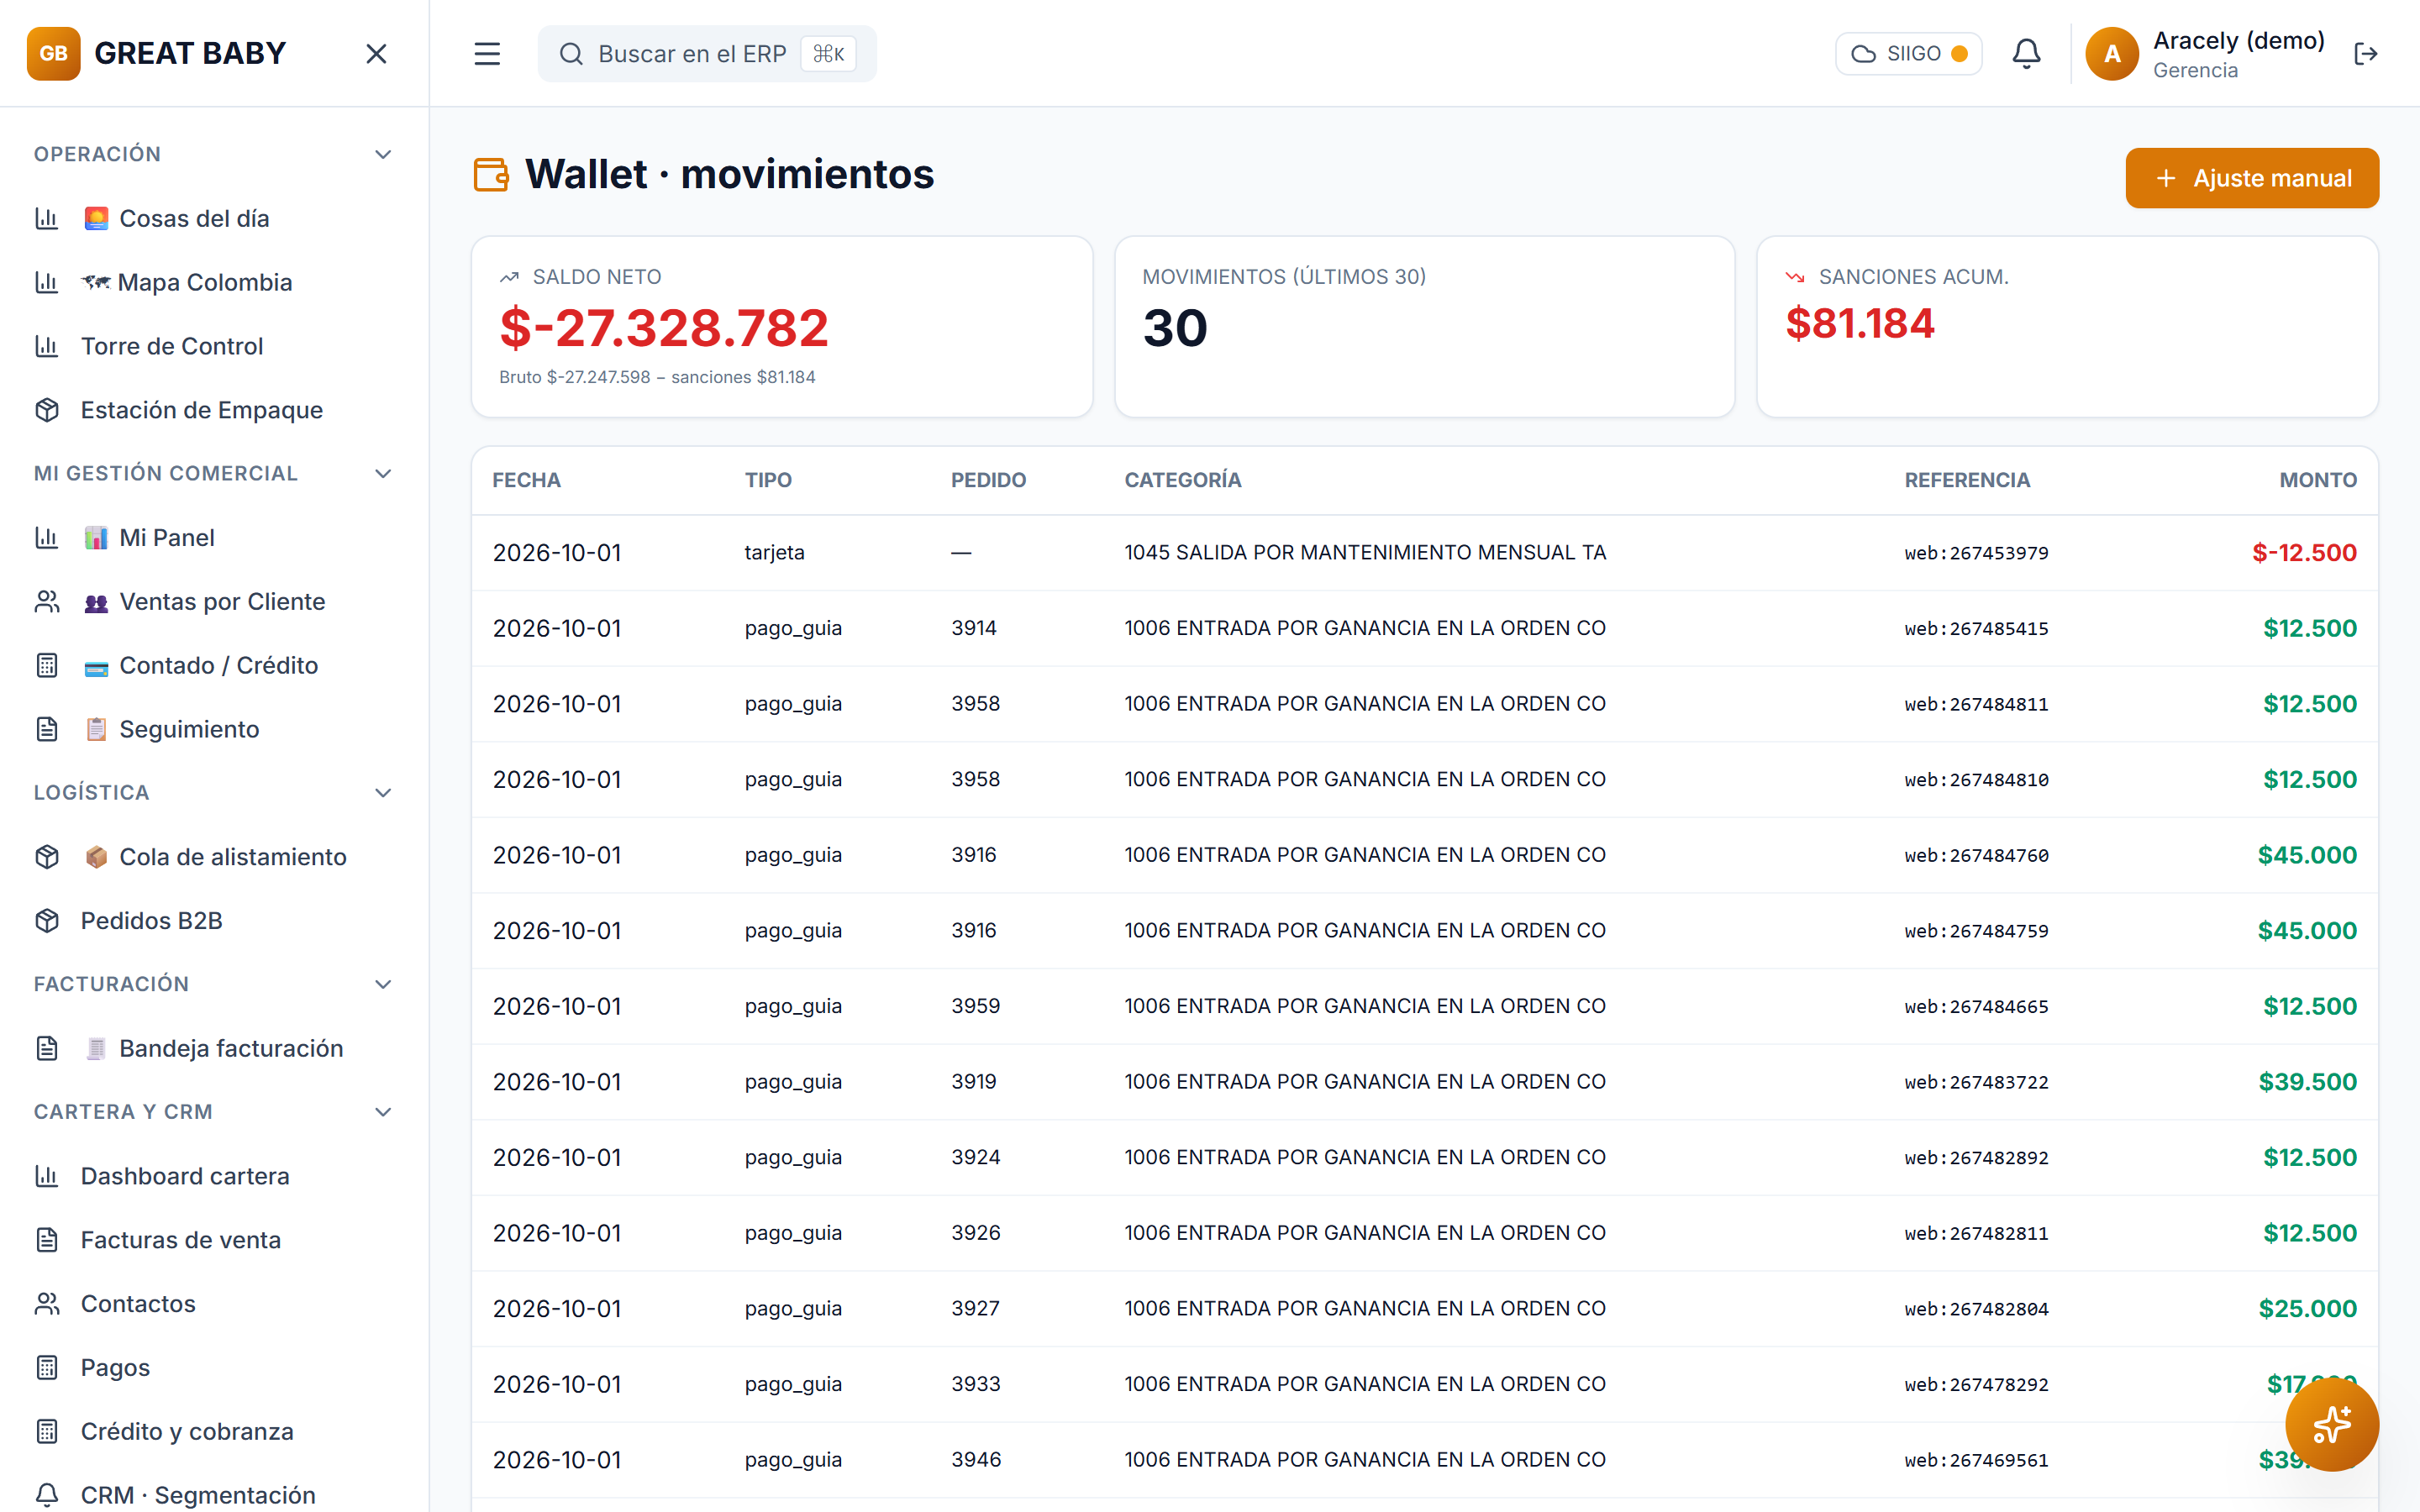 GB GREAT BABY
Buscar en el ERP ⌘K
SIIGO
A
Aracely (demo)
Gerencia
OPERACIÓN
Cosas del día
Mapa Colombia
Torre de Control
Estación de Empaque
MI GESTIÓN COMERCIAL
Mi Panel
Ventas por Cliente
Contado / Crédito
Seguimiento
LOGÍSTICA
Cola de alistamiento
Pedidos B2B
FACTURACIÓN
Bandeja facturación
CARTERA Y CRM
Dashboard cartera
Facturas de venta
Contactos
Pagos
Crédito y cobranza
CRM · Segmentación
Wallet · movimientos
+ Ajuste manual
SALDO NETO
$-27.328.782
Bruto $-27.247.598 – sanciones $81.184
MOVIMIENTOS (ÚLTIMOS 30)
30
SANCIONES ACUM.
$81.184
FECHA TIPO PEDIDO CATEGORÍA REFERENCIA MONTO
2026-10-01 tarjeta — 1045 SALIDA POR MANTENIMIENTO MENSUAL TA web:267453979 $-12.500
2026-10-01 pago_guia 3914 1006 ENTRADA POR GANANCIA EN LA ORDEN CO web:267485415 $12.500
2026-10-01 pago_guia 3958 1006 ENTRADA POR GANANCIA EN LA ORDEN CO web:267484811 $12.500
2026-10-01 pago_guia 3958 1006 ENTRADA POR GANANCIA EN LA ORDEN CO web:267484810 $12.500
2026-10-01 pago_guia 3916 1006 ENTRADA POR GANANCIA EN LA ORDEN CO web:267484760 $45.000
2026-10-01 pago_guia 3916 1006 ENTRADA POR GANANCIA EN LA ORDEN CO web:267484759 $45.000
2026-10-01 pago_guia 3959 1006 ENTRADA POR GANANCIA EN LA ORDEN CO web:267484665 $12.500
2026-10-01 pago_guia 3919 1006 ENTRADA POR GANANCIA EN LA ORDEN CO web:267483722 $39.500
2026-10-01 pago_guia 3924 1006 ENTRADA POR GANANCIA EN LA ORDEN CO web:267482892 $12.500
2026-10-01 pago_guia 3926 1006 ENTRADA POR GANANCIA EN LA ORDEN CO web:267482811 $12.500
2026-10-01 pago_guia 3927 1006 ENTRADA POR GANANCIA EN LA ORDEN CO web:267482804 $25.000
2026-10-01 pago_guia 3933 1006 ENTRADA POR GANANCIA EN LA ORDEN CO web:267478292
2026-10-01 pago_guia 3946 1006 ENTRADA POR GANANCIA EN LA ORDEN CO web:267469561